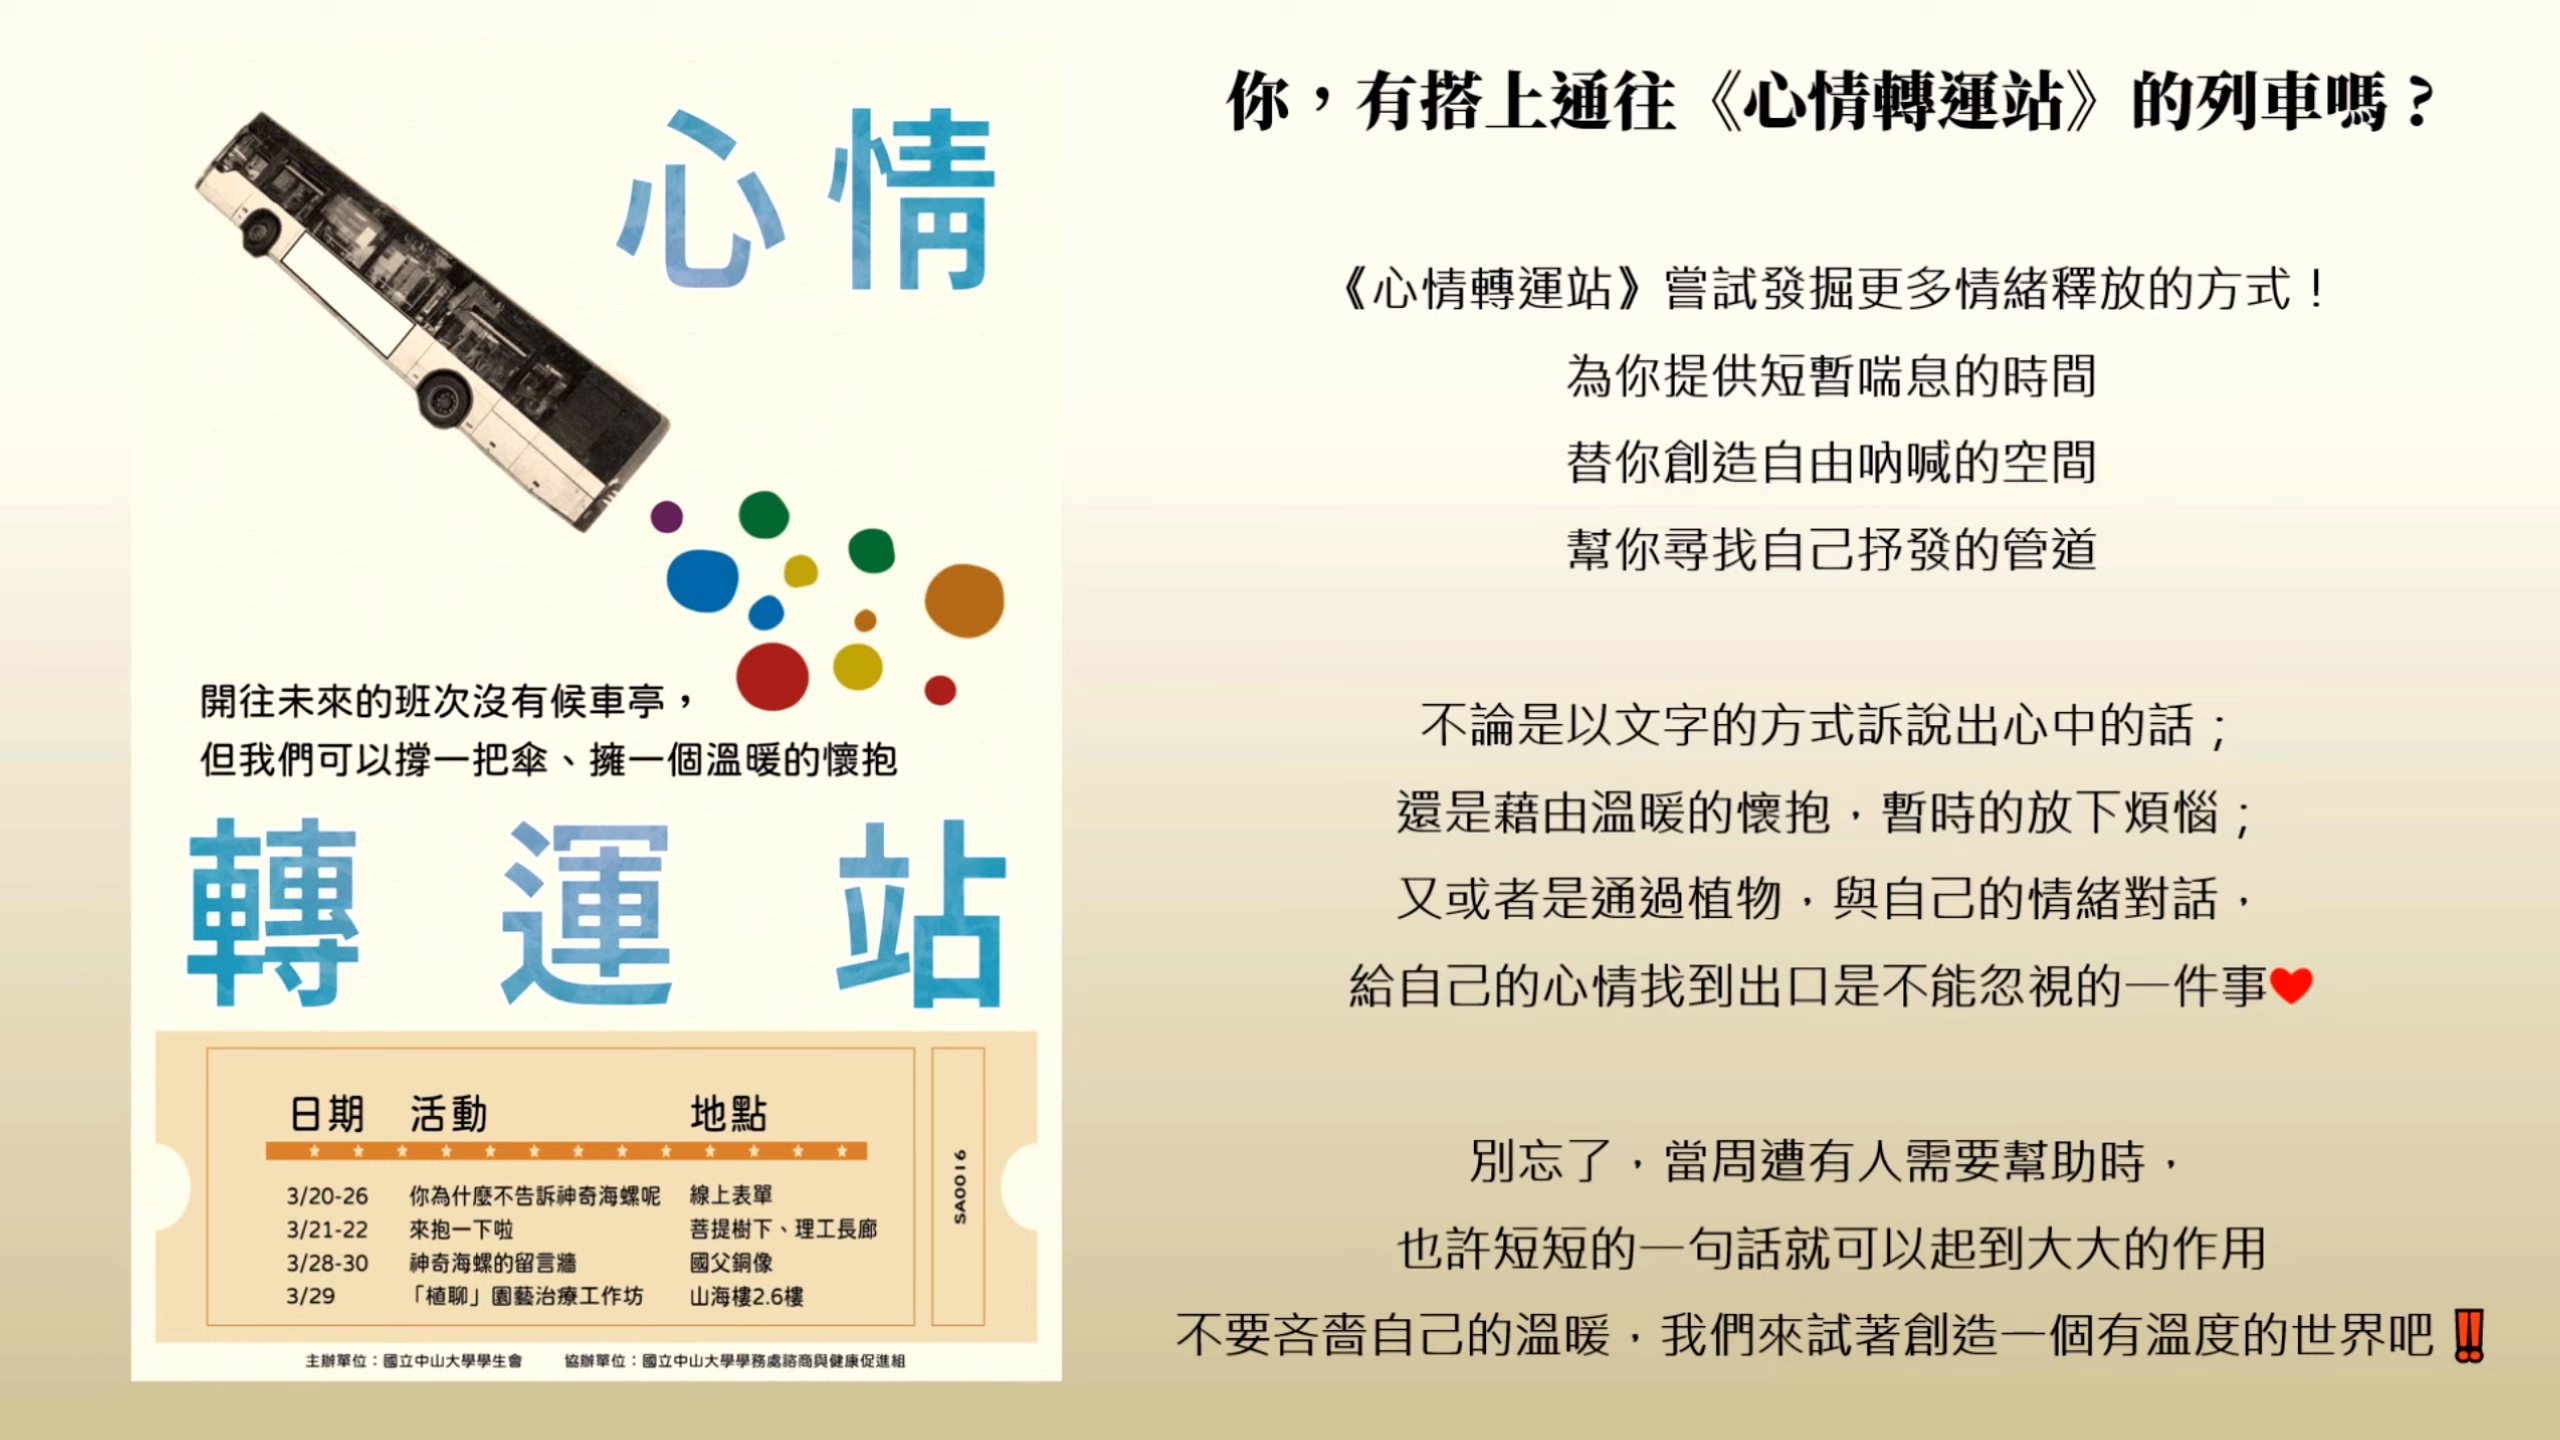 心情
開往未來的班次沒有候車亭，
但我們可以撐一把傘、擁一個溫暖的懷抱
轉運站
日期 活動 地點
3/20-26 你為什麼不告訴神奇海螺呢 線上表單
3/21-22 來抱一下啦 菩提樹下、理工長廊
3/28-30 神奇海螺的留言牆 國父銅像
3/29 「植聊」園藝治療工作坊 山海樓2.6樓
SA0016
主辦單位：國立中山大學學生會 協辦單位：國立中山大學學務處諮商與健康促進組
你，有搭上通往《心情轉運站》的列車嗎？
《心情轉運站》嘗試發掘更多情緒釋放的方式！
為你提供短暫喘息的時間
替你創造自由吶喊的空間
幫你尋找自己抒發的管道
不論是以文字的方式訴說出心中的話；
還是藉由溫暖的懷抱，暫時的放下煩惱；
又或者是通過植物，與自己的情緒對話，
給自己的心情找到出口是不能忽視的一件事❤
別忘了，當周遭有人需要幫助時，
也許短短的一句話就可以起到大大的作用
不要吝嗇自己的溫暖，我們來試著創造一個有溫度的世界吧‼